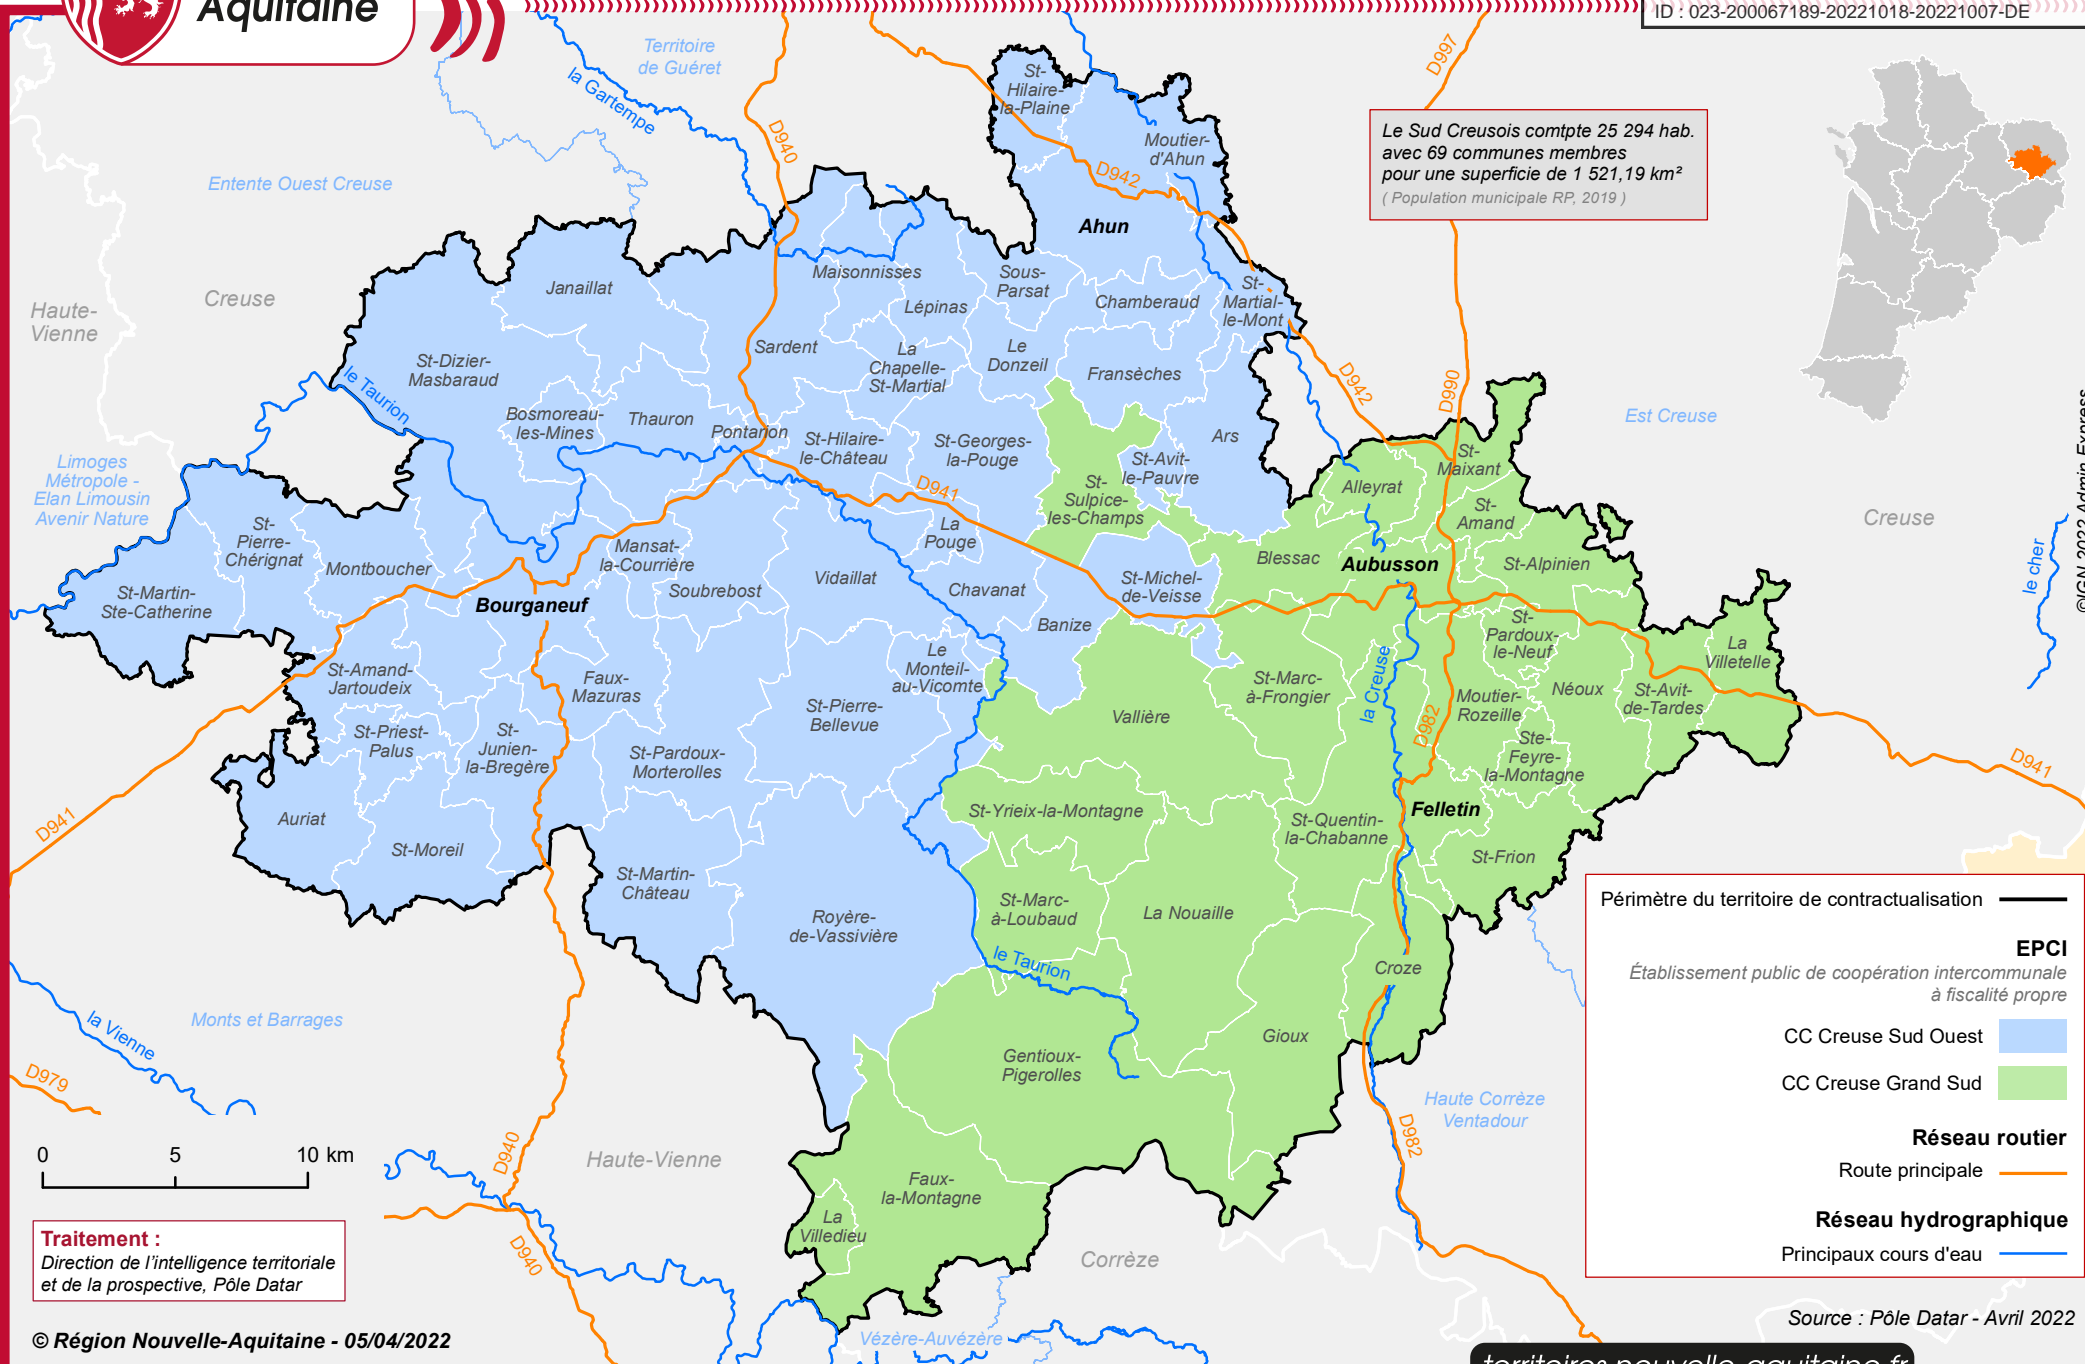 Aquitaine
ID : 023-200067189-20221018-20221007-DE
Le Sud Creusois comtpte 25 294 hab.
avec 69 communes membres
pour une superficie de 1 521,19 km²
( Population municipale RP, 2019 )
Territoire
de Guéret
la Gartempe
D940
D997
Entente Ouest Creuse
Haute-
Vienne
Creuse
Limoges
Métropole -
Elan Limousin
Avenir Nature
St-
Hilaire-
la-Plaine
Moutier-
d'Ahun
D942
Ahun
Janaillat
Maisonnisses
Sous-
Parsat
Lépinas
Chamberaud
St-
Martial-
le-Mont
St-Dizier-
Masbaraud
le Taurion
Sardent
La
Chapelle-
St-Martial
Le
Donzeil
Fransèches
D942
D990
Est Creuse
Bosmoreau-
les-Mines
Thauron
Pontarion
St-Hilaire-
le-Château
St-Georges-
la-Pouge
Ars
St-Avit-
le-Pauvre
St-
Sulpice-
les-Champs
D941
Alleyrat
St-
Maixant
St-
Amand
Creuse
le cher
©IGN 2022 Admin Express
St-
Pierre-
Chérignat
Montboucher
St-Martin-
Ste-Catherine
Bourganeuf
Mansat-
la-Courrière
Soubrebost
Vidaillat
La
Pouge
Chavanat
Banize
St-Michel-
de-Veisse
Blessac
Aubusson
St-Alpinien
St-
Pardoux-
le-Neuf
La
Villetelle
St-Amand-
Jartoudeix
Faux-
Mazuras
Le
Monteil-
au-Vicomte
St-Pierre-
Bellevue
Vallière
St-Marc-
à-Frongier
la Creuse
D982
Moutier-
Rozeille
Néoux
St-Avit-
de-Tardes
St-Priest-
Palus
St-
Junien-
la-Bregère
St-Pardoux-
Morterolles
Ste-
Feyre-
la-Montagne
D941
D941
Auriat
St-Moreil
St-Yrieix-la-Montagne
St-Quentin-
la-Chabanne
Felletin
St-Frion
St-Martin-
Château
Royère-
de-Vassivière
St-Marc-
à-Loubaud
La Nouaille
le Taurion
Croze
Gioux
Gentioux-
Pigerolles
Monts et Barrages
la Vienne
D979
Haute Corrèze
Ventadour
D982
D940
Haute-Vienne
Faux-
la-Montagne
La
Villedieu
D940
Corrèze
Vézère-Auvézère
Périmètre du territoire de contractualisation
EPCI
Établissement public de coopération intercommunale
à fiscalité propre
CC Creuse Sud Ouest
CC Creuse Grand Sud
Réseau routier
Route principale
Réseau hydrographique
Principaux cours d'eau
0 5 10 km
Traitement :
Direction de l'intelligence territoriale
et de la prospective, Pôle Datar
© Région Nouvelle-Aquitaine - 05/04/2022
Source : Pôle Datar - Avril 2022
territoires.nouvelle-aquitaine.fr